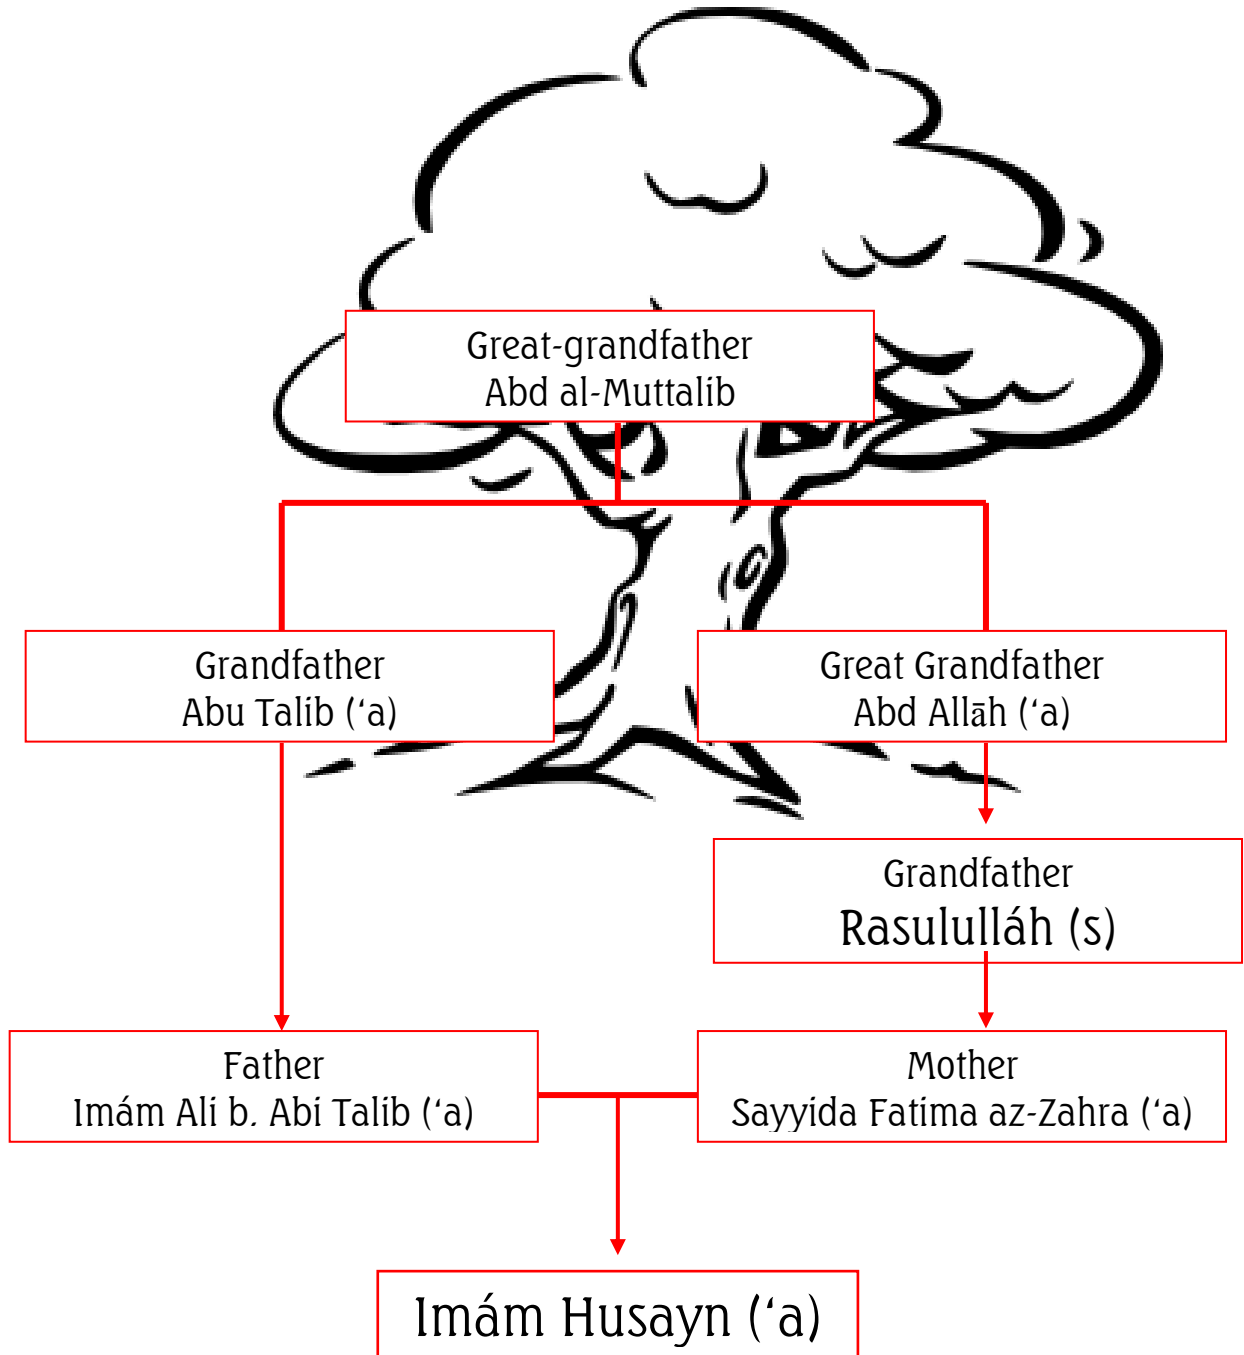 Great-grandfather
Abd al-Muttalib
Grandfather
Abu Talib (‘a)
Great Grandfather
Abd Allāh (‘a)
Grandfather
Rasululláh (s)
Father
Imám Ali b. Abi Talib (‘a)
Mother
Sayyida Fatima az-Zahra (‘a)
Imám Husayn (‘a)